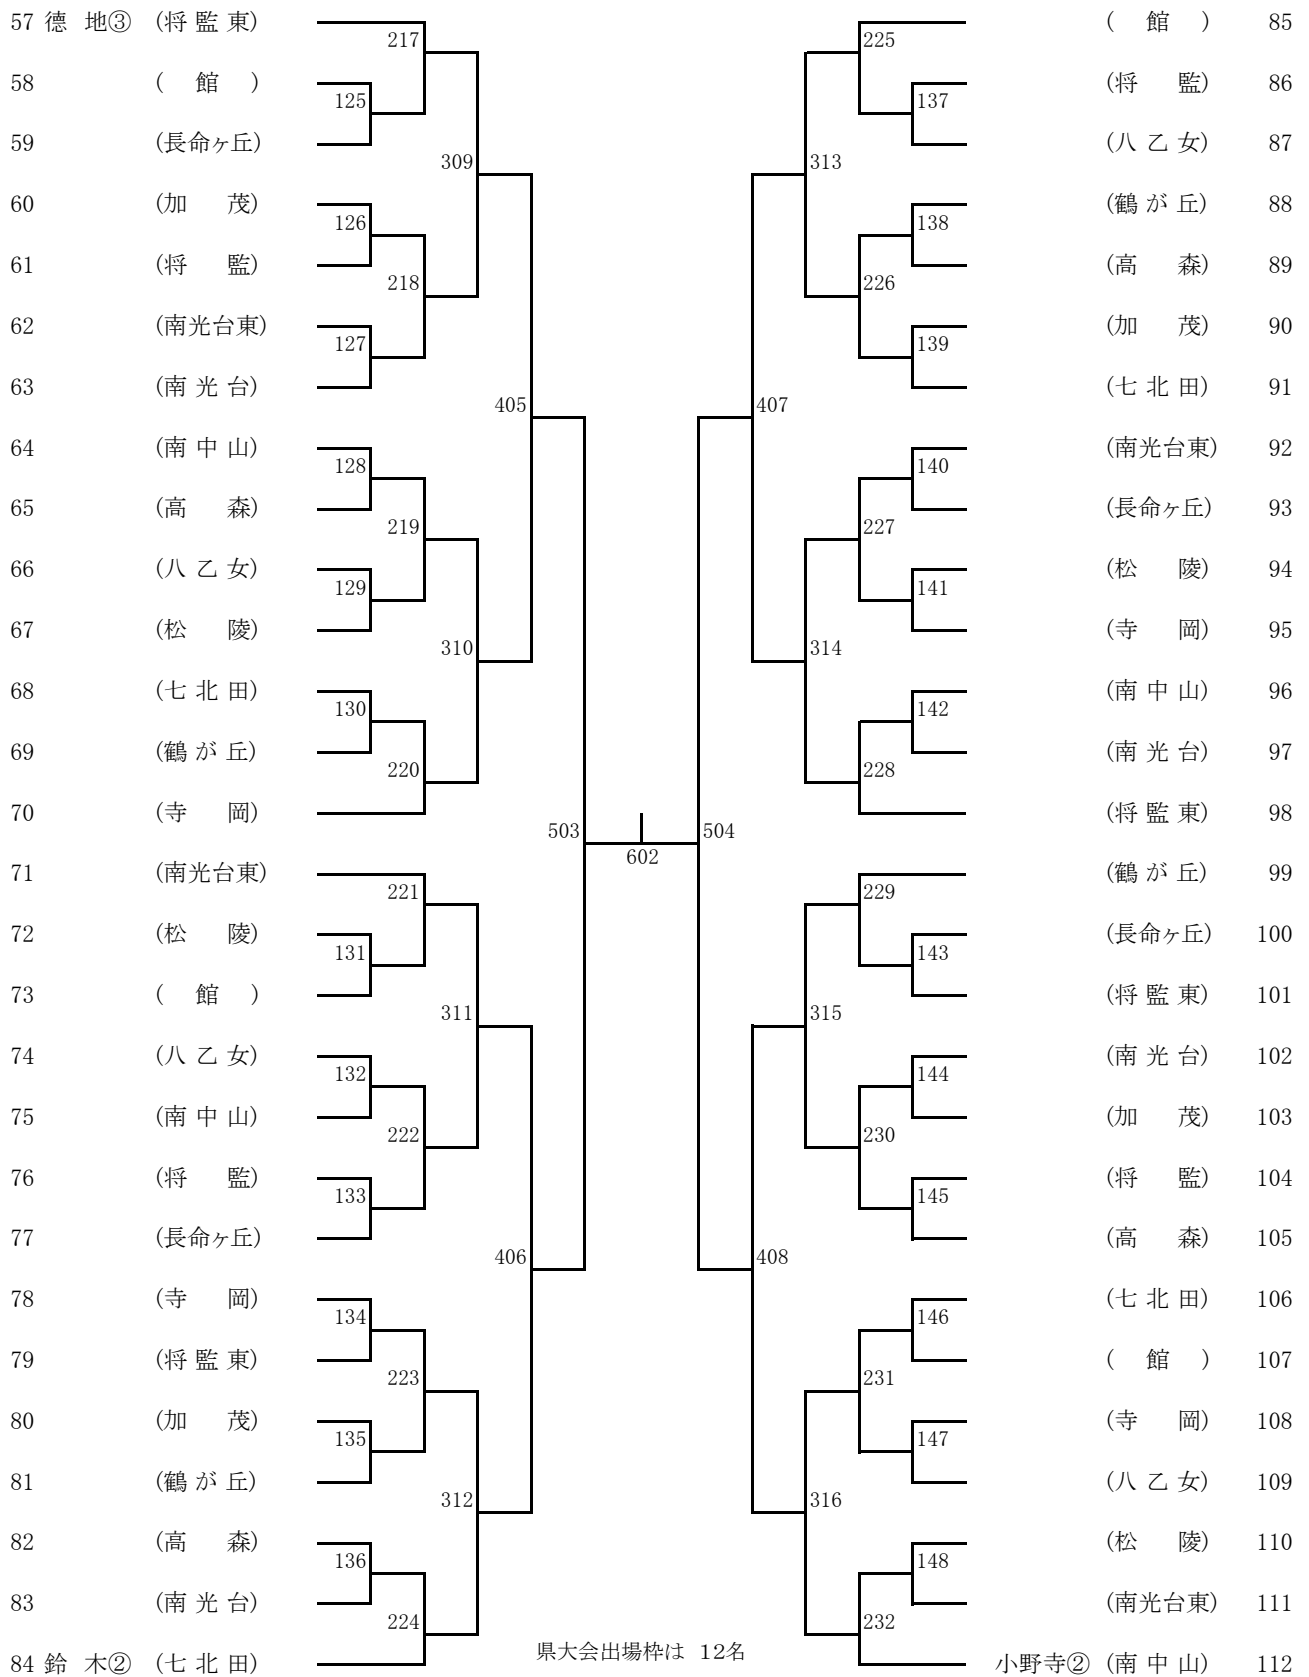 57 德 地③ (将 監 東)
217
58 ( 館 )
125
59 (長命ヶ丘)
309
60 (加 茂)
126
61 (将 監)
218
62 (南光台東)
127
63 (南 光 台)
405
64 (南 中 山)
128
65 (高 森)
219
66 (八 乙 女)
129
67 (松 陵)
310
68 (七 北 田)
130
69 (鶴 が 丘)
220
70 (寺 岡)
503
71 (南光台東)
221
72 (松 陵)
131
73 ( 館 )
311
74 (八 乙 女)
132
75 (南 中 山)
222
76 (将 監)
133
77 (長命ヶ丘)
406
78 (寺 岡)
134
79 (将 監 東)
223
80 (加 茂)
135
81 (鶴 が 丘)
312
82 (高 森)
136
83 (南 光 台)
224
84 鈴 木② (七 北 田)
602
県大会出場枠は 12名
( 館 ) 85
225
(将 監) 86
137
(八 乙 女) 87
313
(鶴 が 丘) 88
138
(高 森) 89
226
(加 茂) 90
139
(七 北 田) 91
407
(南光台東) 92
140
(長命ヶ丘) 93
227
(松 陵) 94
141
(寺 岡) 95
314
(南 中 山) 96
142
(南 光 台) 97
228
(将 監 東) 98
504
(鶴 が 丘) 99
229
(長命ヶ丘) 100
143
(将 監 東) 101
315
(南 光 台) 102
144
(加 茂) 103
230
(将 監) 104
145
(高 森) 105
408
(七 北 田) 106
146
( 館 ) 107
231
(寺 岡) 108
147
(八 乙 女) 109
316
(松 陵) 110
148
(南光台東) 111
232
小野寺② (南 中 山) 112